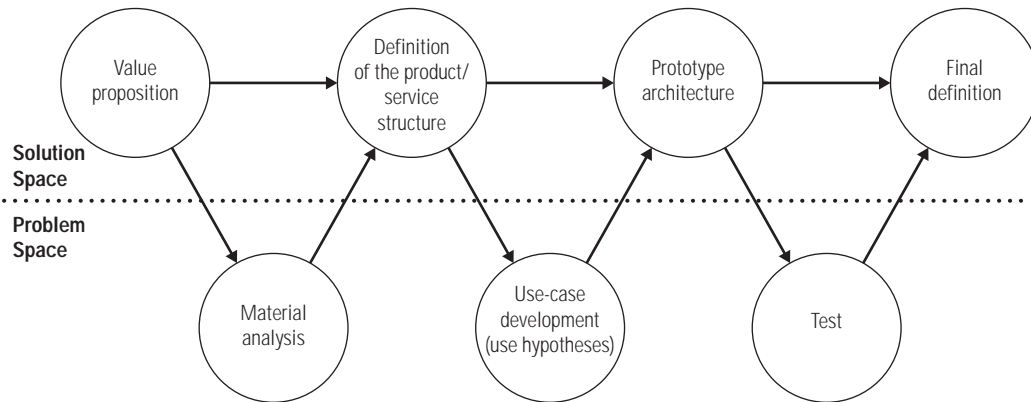 Value
proposition
Definition
of the product/
service
structure
Prototype
architecture
Final
definition
Solution
Space
Problem
Space
Material
analysis
Use-case
development
(use hypotheses)
Test